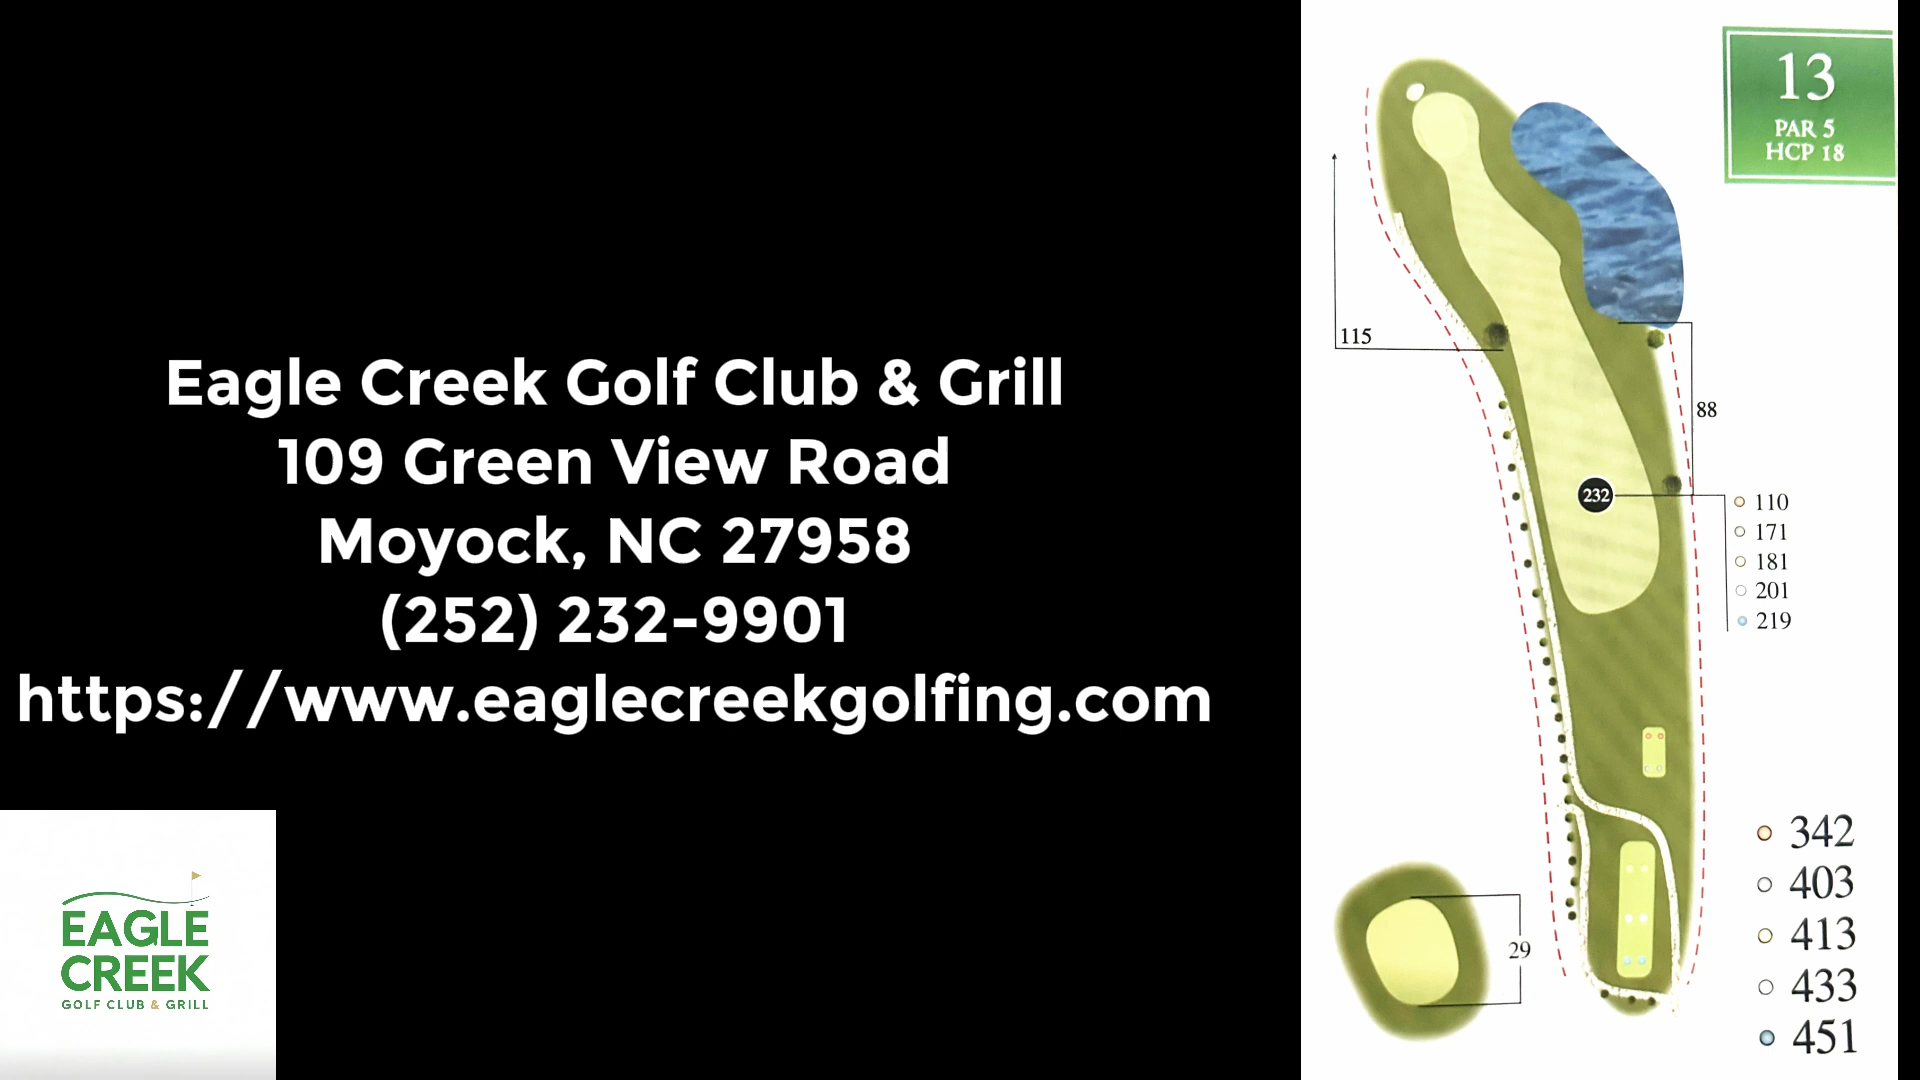 Eagle Creek Golf Club & Grill
109 Green View Road
Moyock, NC 27958
(252) 232-9901
https://www.eaglecreekgolfing.com
EAGLE
CREEK
GOLF CLUB & GRILL
13
PAR 5
HCP 18
115
88
232
110
171
181
201
219
29
342
403
413
433
451